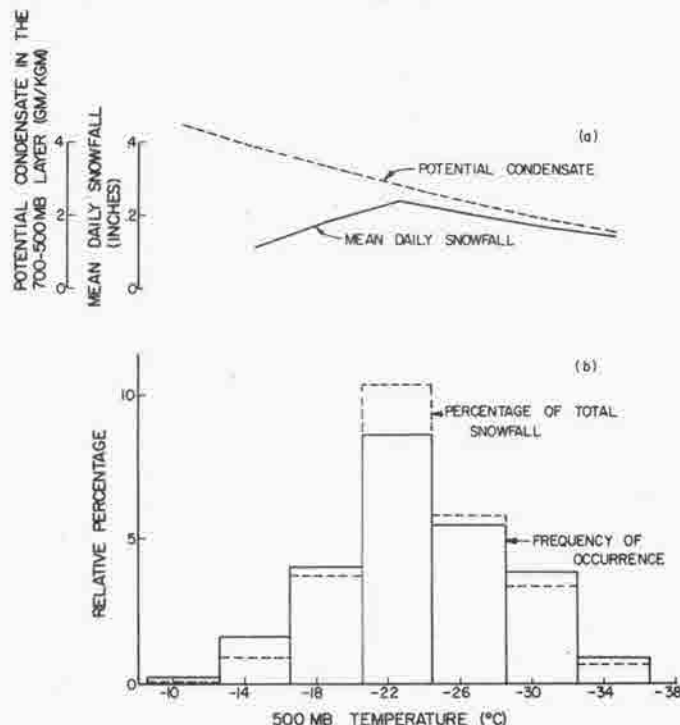 POTENTIAL CONDENSATE IN THE
700-500MB LAYER (GM/KGM)
4
2
0
MEAN DAILY SNOWFALL
(INCHES)
.4
.2
0
(a)
POTENTIAL CONDENSATE
MEAN DAILY SNOWFALL
(b)
RELATIVE PERCENTAGE
10
5
0
PERCENTAGE OF TOTAL
SNOWFALL
FREQUENCY OF
OCCURRENCE
-10 -14 -18 -22 -26 -30 -34 -38
500 MB TEMPERATURE (°C)